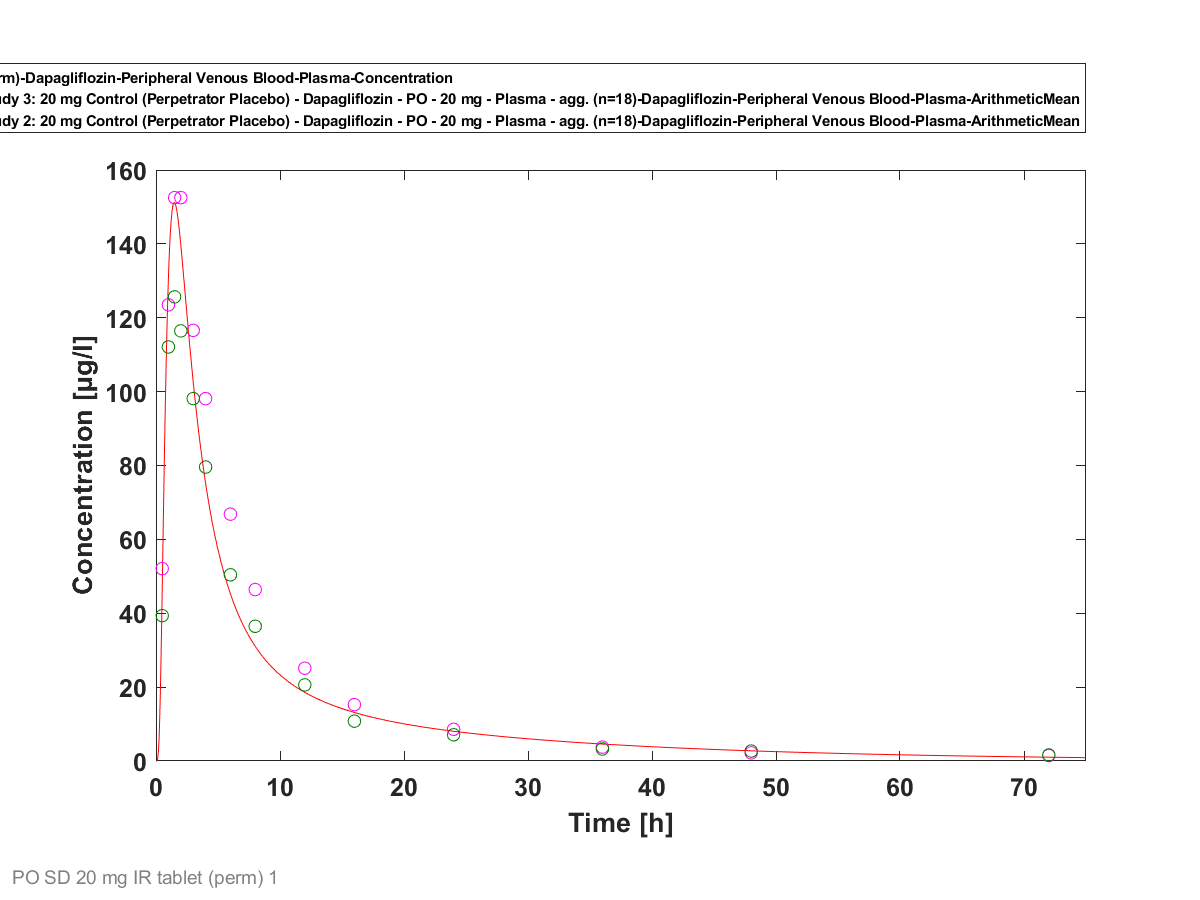 rm)-Dapagliflozin-Peripheral Venous Blood-Plasma-Concentration
dy 3: 20 mg Control (Perpetrator Placebo) - Dapagliflozin - PO - 20 mg - Plasma - agg. (n=18)-Dapagliflozin-Peripheral Venous Blood-Plasma-ArithmeticMean
dy 2: 20 mg Control (Perpetrator Placebo) - Dapagliflozin - PO - 20 mg - Plasma - agg. (n=18)-Dapagliflozin-Peripheral Venous Blood-Plasma-ArithmeticMean
160
140
120
100
80
60
40
20
0
Concentration [µg/l]
0 10 20 30 40 50 60 70
Time [h]
PO SD 20 mg IR tablet (perm) 1